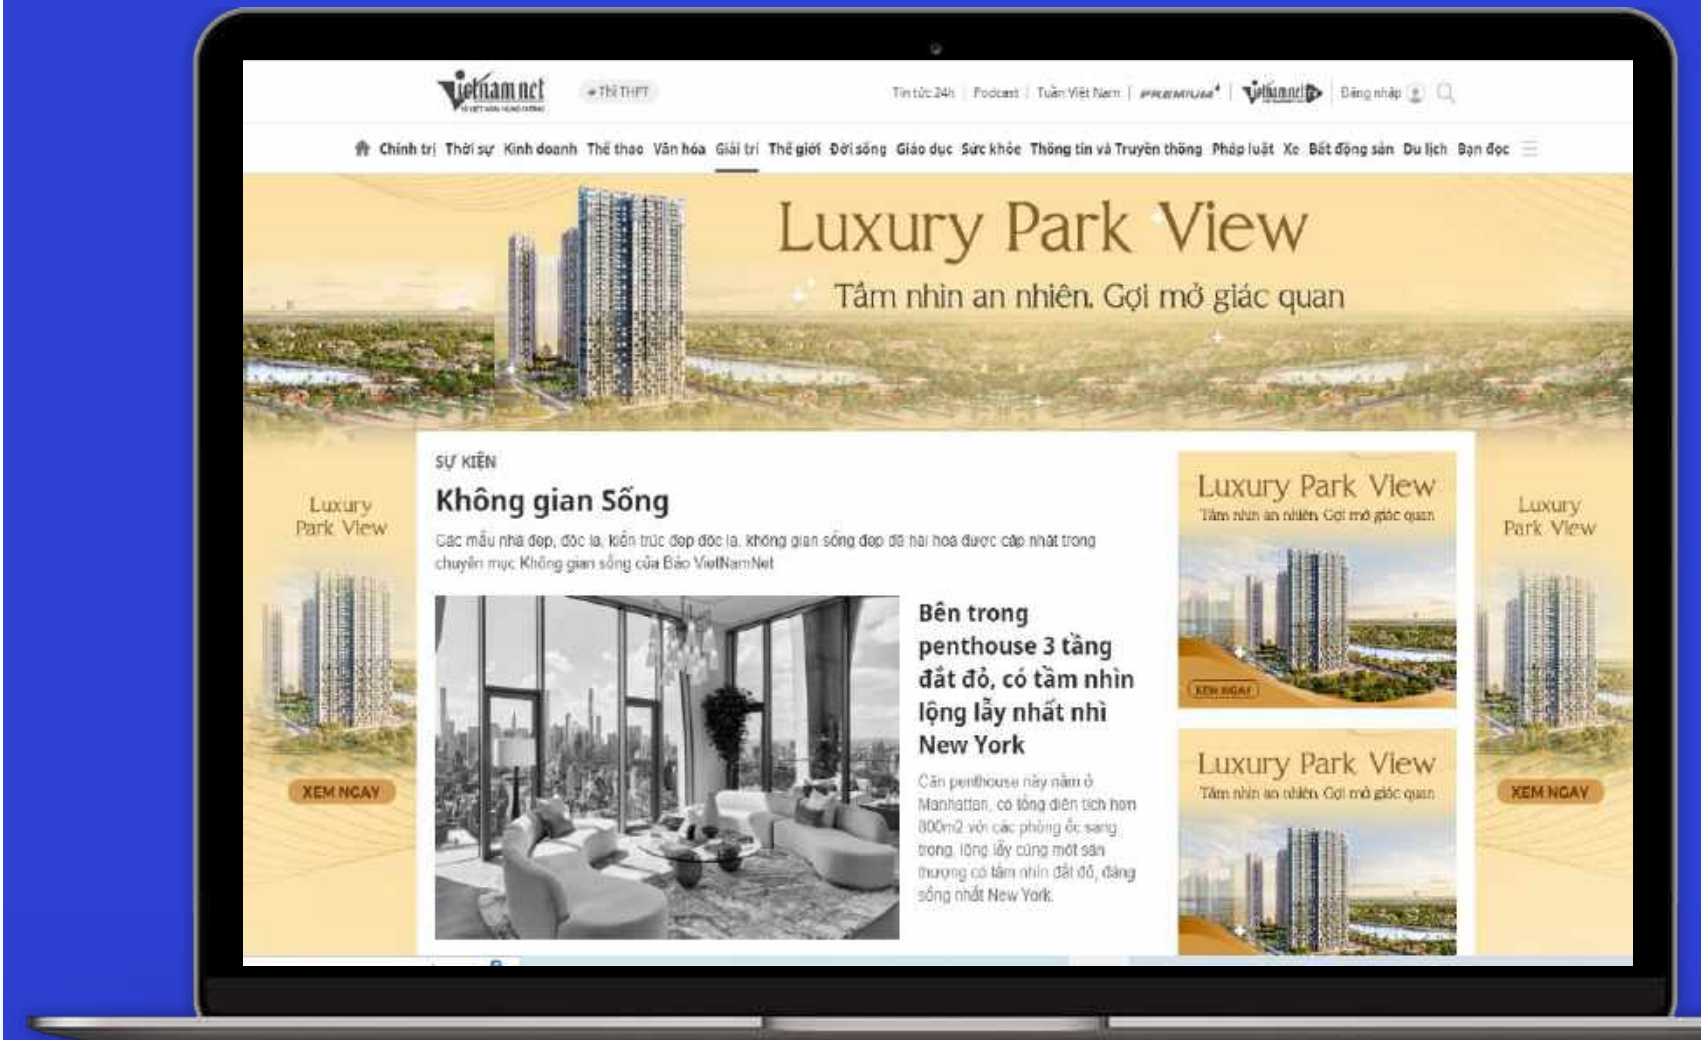 Vietnamnet
Thi THPT
Tin tức 24h | Podcast | Tuần Việt Nam | PREMIUM | Vietnamnet | Đăng nhập
Chính trị Thời sự Kinh doanh Thể thao Văn hóa Giải trí Thế giới Đời sống Giáo dục Sức khỏe Thông tin và Truyền thông Pháp luật Xe Bất động sản Du lịch Bạn đọc
Luxury Park View
Tầm nhìn an nhiên, Gợi mở giác quan
Luxury
Park View
XEM NGAY
SỰ KIỆN
Không gian Sống
Các mẫu nhà đẹp, độc lạ, kiến trúc đẹp độc lạ, không gian sống đẹp đẽ hài hoà được cập nhật trong
chuyên mục Không gian sống của Báo VietNamNet
Bên trong
penthouse 3 tầng
đắt đỏ, có tầm nhìn
lộng lẫy nhất nhì
New York
Căn penthouse này nằm ở
Manhattan, có tổng diện tích hơn
800m2 với các phòng ốc sang
trọng, lộng lẫy cùng một sân
thượng có tầm nhìn đắt đỏ, đáng
sống nhất New York.
Luxury Park View
Tầm nhìn an nhiên, Gợi mở giác quan
XEM NGAY
Luxury Park View
Tầm nhìn an nhiên, Gợi mở giác quan
Luxury
Park View
XEM NGAY